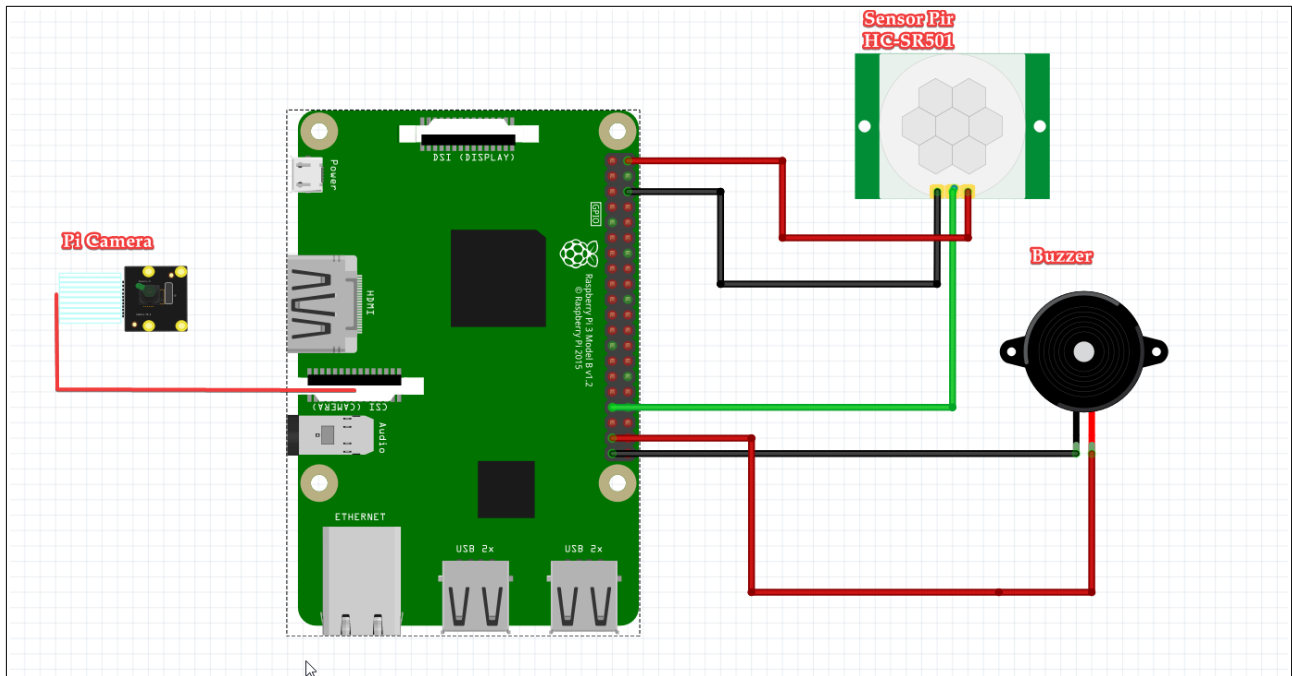 Sensor Pir
HC-SR501
DSI (DISPLAY)
Power
GPIO
Pi Camera
Buzzer
HDMI
Raspberry Pi 3 Model B v1.2
© Raspberry Pi 2015
CSI (CAMERA)
Audio
ETHERNET
USB 2x
USB 2x